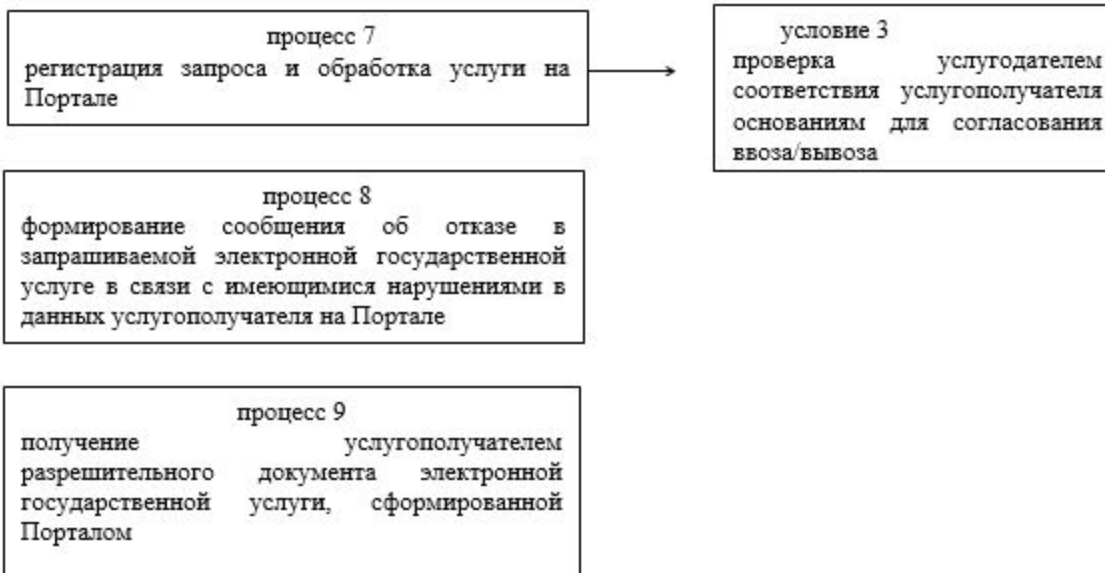 процесс 7
регистрация запроса и обработка услуги на
Портале
условие 3
проверка услугодателем
соответствия услугополучателя
основаниям для согласования
ввоза/вывоза
процесс 8
формирование сообщения об отказе в
запрашиваемой электронной государственной
услуге в связи с имеющимися нарушениями в
данных услугополучателя на Портале
процесс 9
получение услугополучателем
разрешительного документа электронной
государственной услуги, сформированной
Порталом